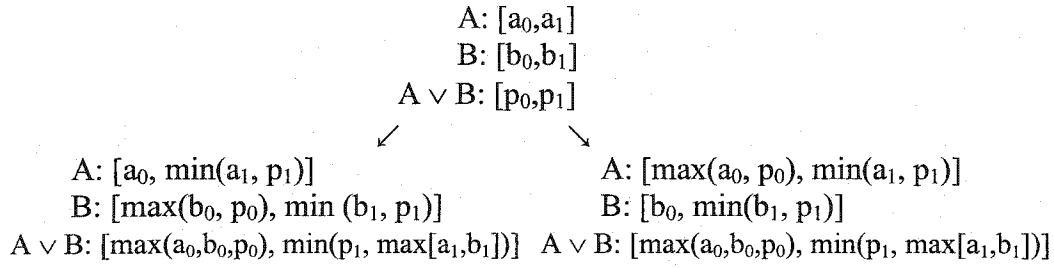 A: [a₀,a₁]
B: [b₀,b₁]
A ∨ B: [p₀,p₁]
↙ ↘
A: [a₀, min(a₁, p₁)] A: [max(a₀, p₀), min(a₁, p₁)]
B: [max(b₀, p₀), min (b₁, p₁)] B: [b₀, min(b₁, p₁)]
A ∨ B: [max(a₀,b₀,p₀), min(p₁, max[a₁,b₁])] A ∨ B: [max(a₀,b₀,p₀), min(p₁, max[a₁,b₁])]